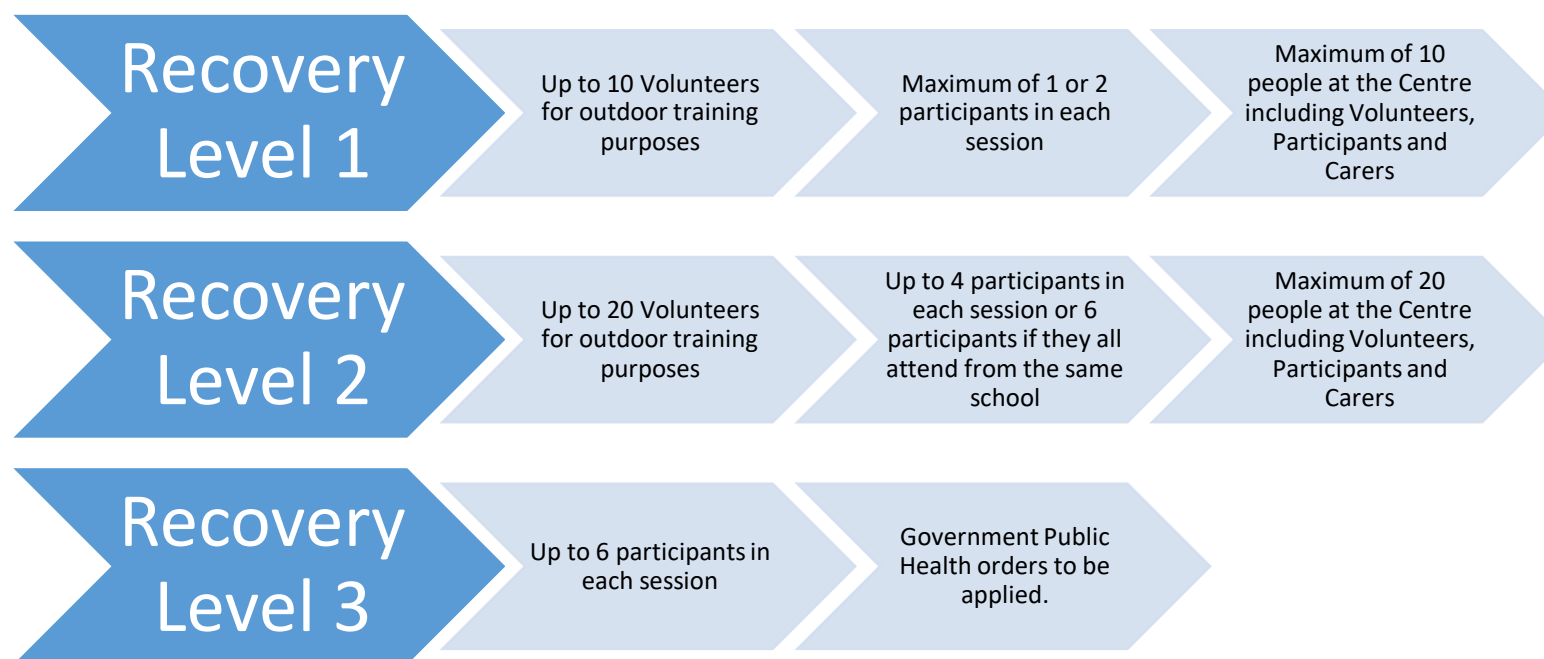 Recovery
Level 1
Up to 10 Volunteers
for outdoor training
purposes
Maximum of 1 or 2
participants in each
session
Maximum of 10
people at the Centre
including Volunteers,
Participants and
Carers
Recovery
Level 2
Up to 20 Volunteers
for outdoor training
purposes
Up to 4 participants in
each session or 6
participants if they all
attend from the same
school
Maximum of 20
people at the Centre
including Volunteers,
Participants and
Carers
Recovery
Level 3
Up to 6 participants in
each session
Government Public
Health orders to be
applied.